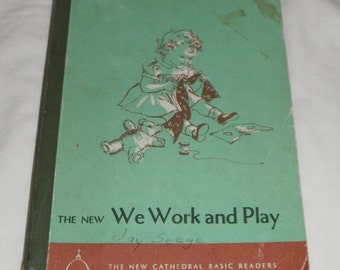 THE NEW We Work and Play
THE NEW CATHEDRAL BASIC READERS